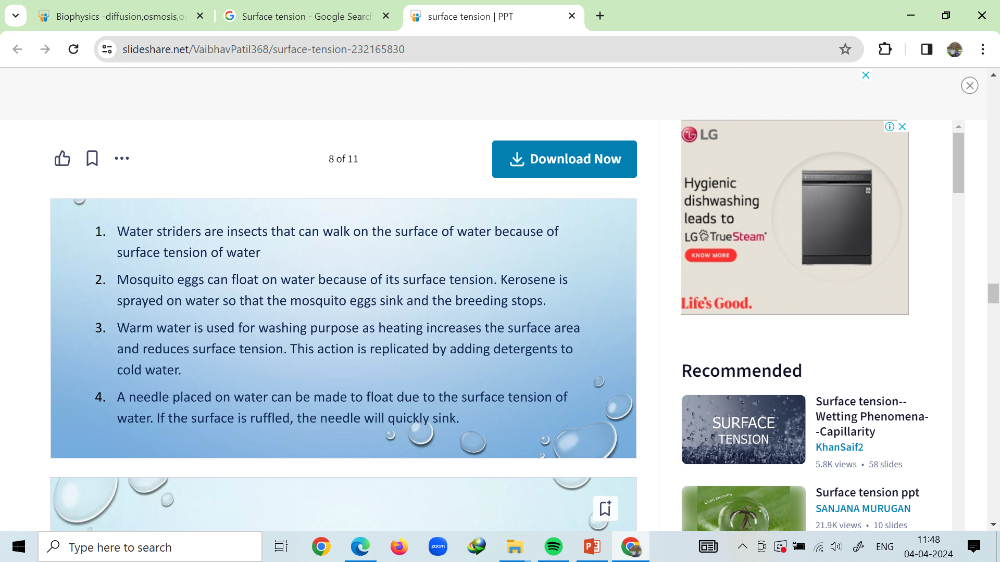 Biophysics -diffusion,osmosis,os
Surface tension - Google Search
surface tension | PPT
slideshare.net/VaibhavPatil368/surface-tension-232165830
8 of 11
Download Now
1. Water striders are insects that can walk on the surface of water because of
surface tension of water
2. Mosquito eggs can float on water because of its surface tension. Kerosene is
sprayed on water so that the mosquito eggs sink and the breeding stops.
3. Warm water is used for washing purpose as heating increases the surface area
and reduces surface tension. This action is replicated by adding detergents to
cold water.
4. A needle placed on water can be made to float due to the surface tension of
water. If the surface is ruffled, the needle will quickly sink.
LG
Hygienic
dishwashing
leads to
LG TrueSteam
KNOW MORE
Life's Good.
Recommended
SURFACE
TENSION
Surface tension--
Wetting Phenomena-
-Capillarity
KhanSaif2
5.8K views • 58 slides
Good Morning
Surface tension ppt
SANJANA MURUGAN
21.9K views • 10 slides
Type here to search
zoom
ENG
11:48
04-04-2024